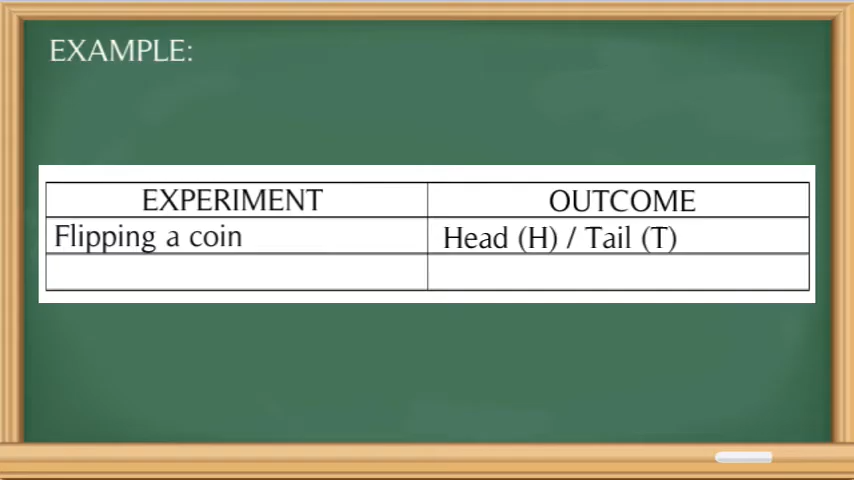 EXAMPLE:
EXPERIMENT OUTCOME
Flipping a coin Head (H) / Tail (T)